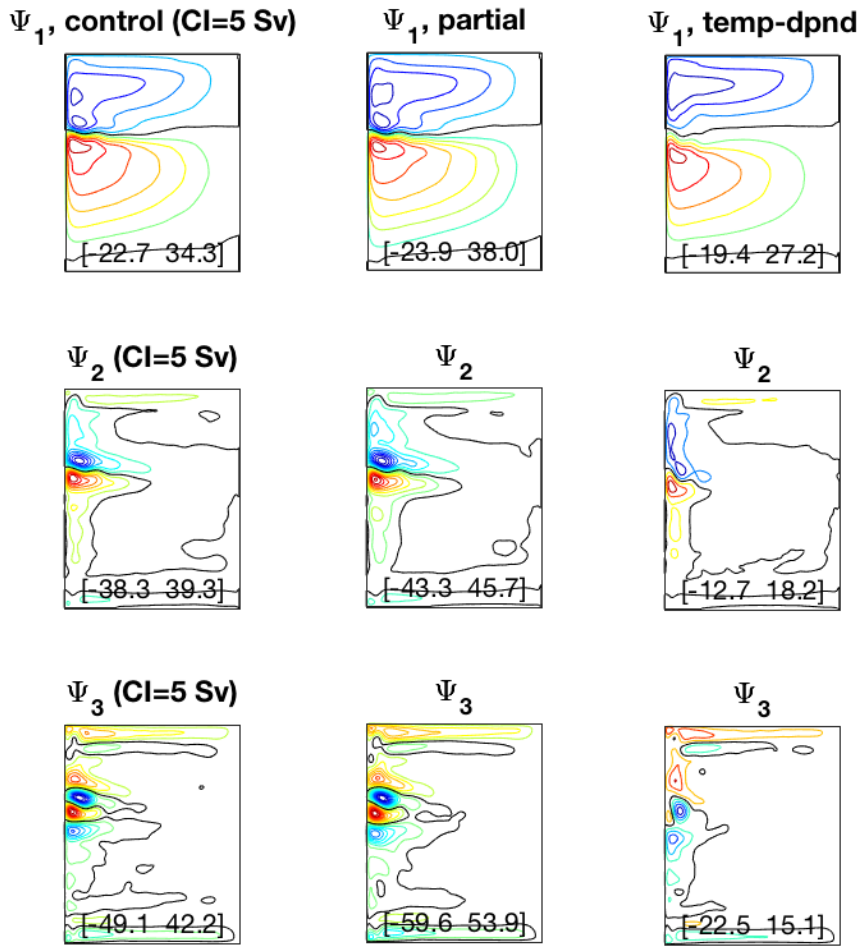 Ψ1, control (CI=5 Sv)
Ψ1, partial
Ψ1, temp-dpnd
[-22.7 34.3]
[-23.9 38.0]
[-19.4 27.2]
Ψ2 (CI=5 Sv)
Ψ2
Ψ2
[-38.3 39.3]
[-43.3 45.7]
[-12.7 18.2]
Ψ3 (CI=5 Sv)
Ψ3
Ψ3
[-49.1 42.2]
[-59.6 53.9]
[-22.5 15.1]